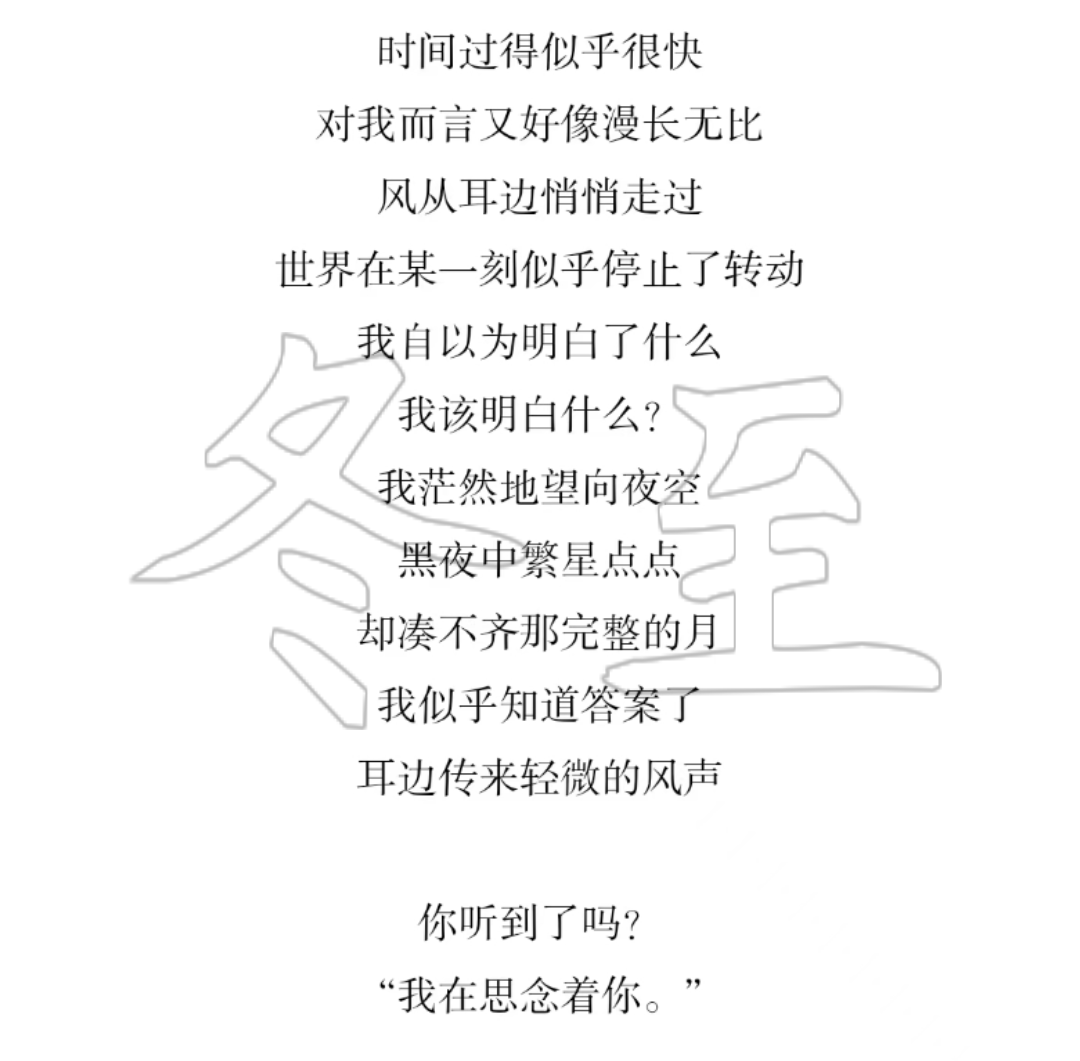 时间过得似乎很快
对我而言又好像漫长无比
风从耳边悄悄走过
世界在某一刻似乎停止了转动
我自以为明白了什么
我该明白什么？
我茫然地望向夜空
黑夜中繁星点点
却凑不齐那完整的月
我似乎知道答案了
耳边传来轻微的风声
你听到了吗？
“我在思念着你。”
冬至